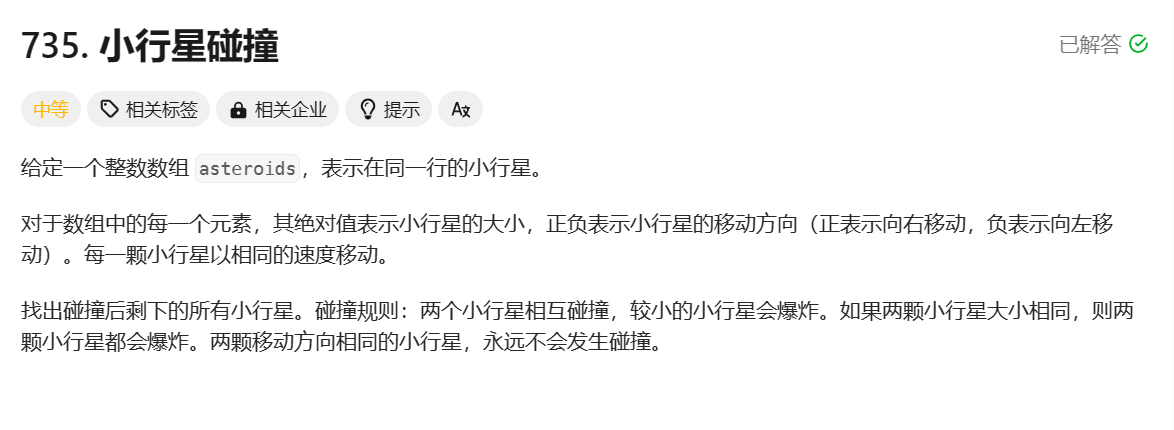 735. 小行星碰撞
已解答
中等 相关标签 相关企业 提示 Ax
给定一个整数数组 asteroids，表示在同一行的小行星。
对于数组中的每一个元素，其绝对值表示小行星的大小，正负表示小行星的移动方向（正表示向右移动，负表示向左移
动）。每一颗小行星以相同的速度移动。
找出碰撞后剩下的所有小行星。碰撞规则：两个小行星相互碰撞，较小的小行星会爆炸。如果两颗小行星大小相同，则两
颗小行星都会爆炸。两颗移动方向相同的小行星，永远不会发生碰撞。